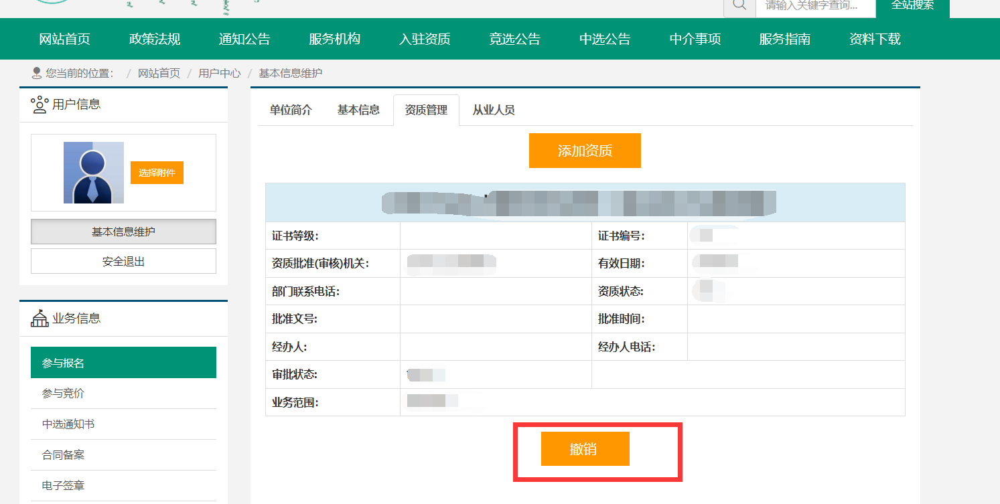 请输入关键字查询...
全站搜索
网站首页 政策法规 通知公告 服务机构 入驻资质 竞选公告 中选公告 中介事项 服务指南 资料下载
您当前的位置： / 网站首页 / 用户中心 / 基本信息维护
用户信息
选择附件
基本信息维护
安全退出
业务信息
参与报名
参与竞价
中选通知书
合同备案
电子签章
单位简介 基本信息 资质管理 从业人员
添加资质
证书等级: 证书编号:
资质批准(审核)机关: 有效日期:
部门联系电话: 资质状态:
批准文号: 批准时间:
经办人: 经办人电话:
审批状态:
业务范围:
撤销